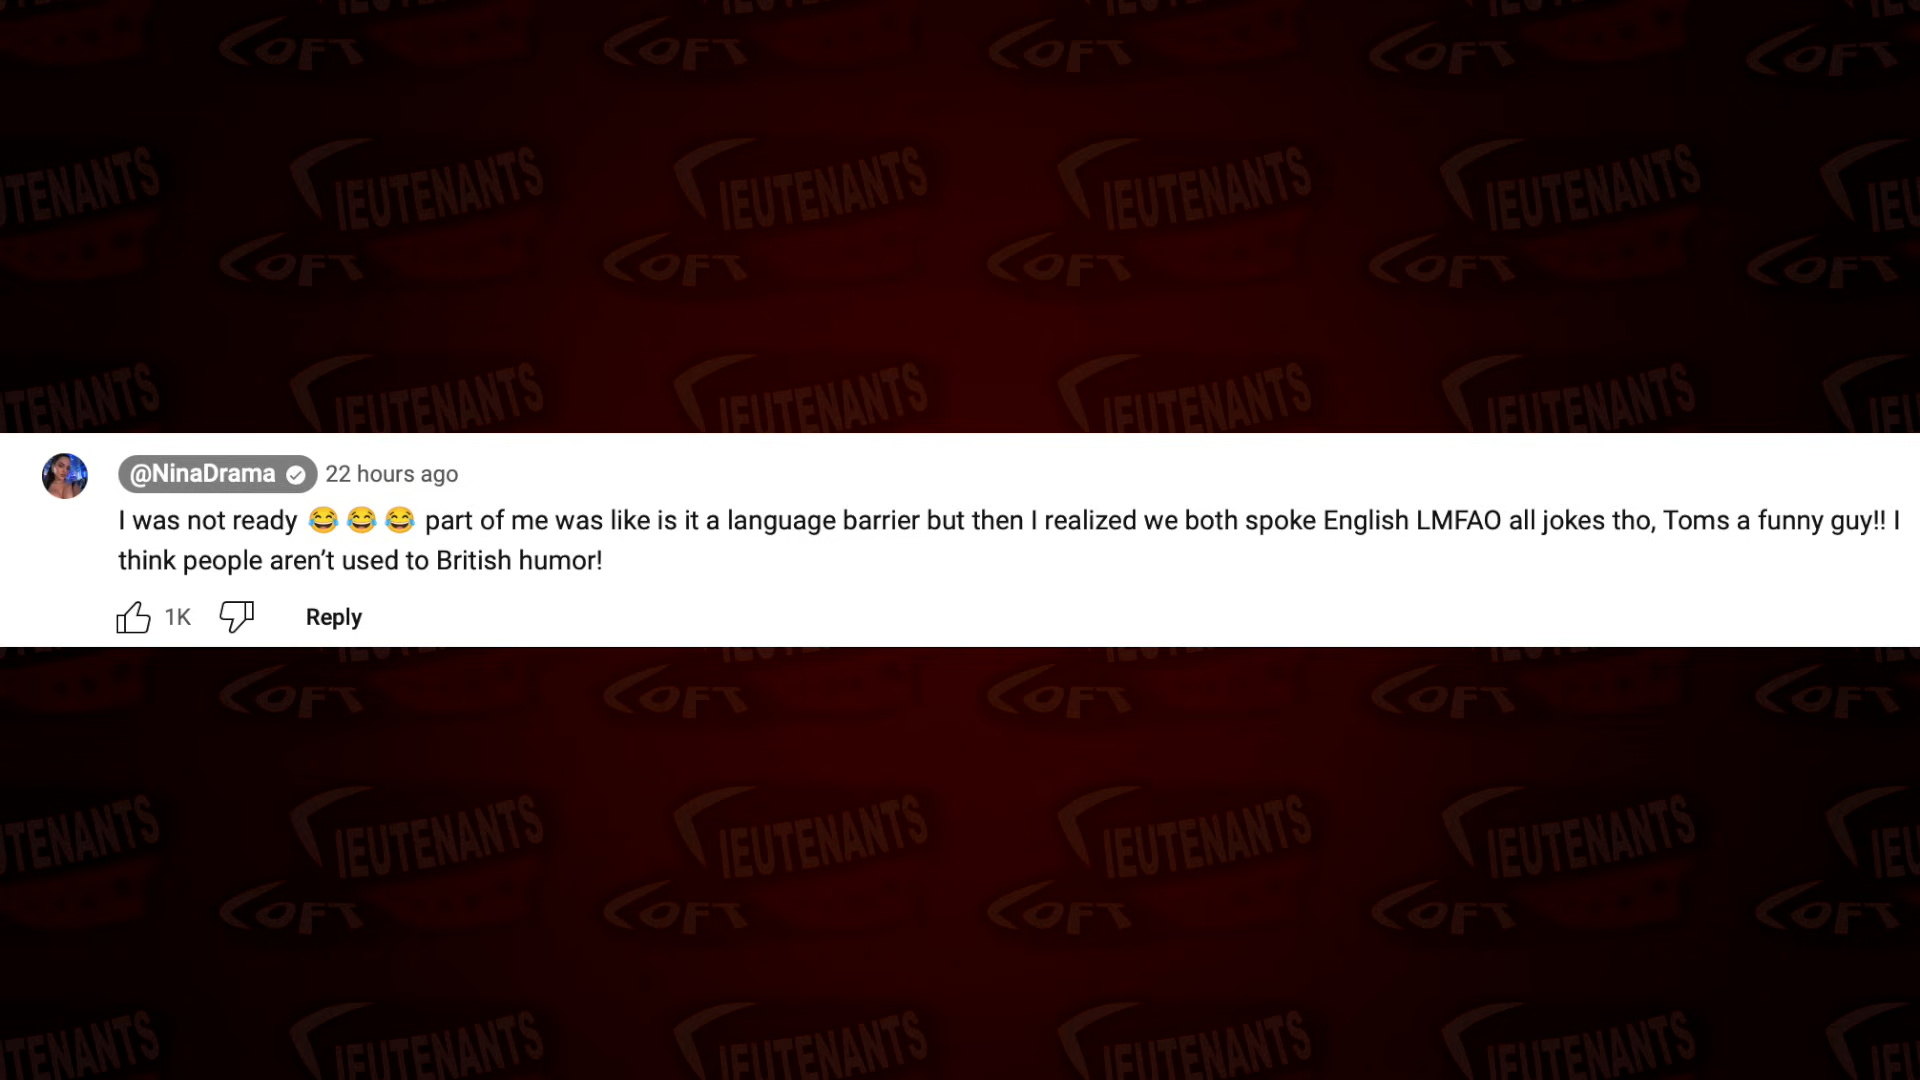 @NinaDrama 22 hours ago
I was not ready 😂 😂 😂 part of me was like is it a language barrier but then I realized we both spoke English LMFAO all jokes tho, Toms a funny guy!! I
think people aren’t used to British humor!
1K Reply
LIEUTENANTS
LOFT